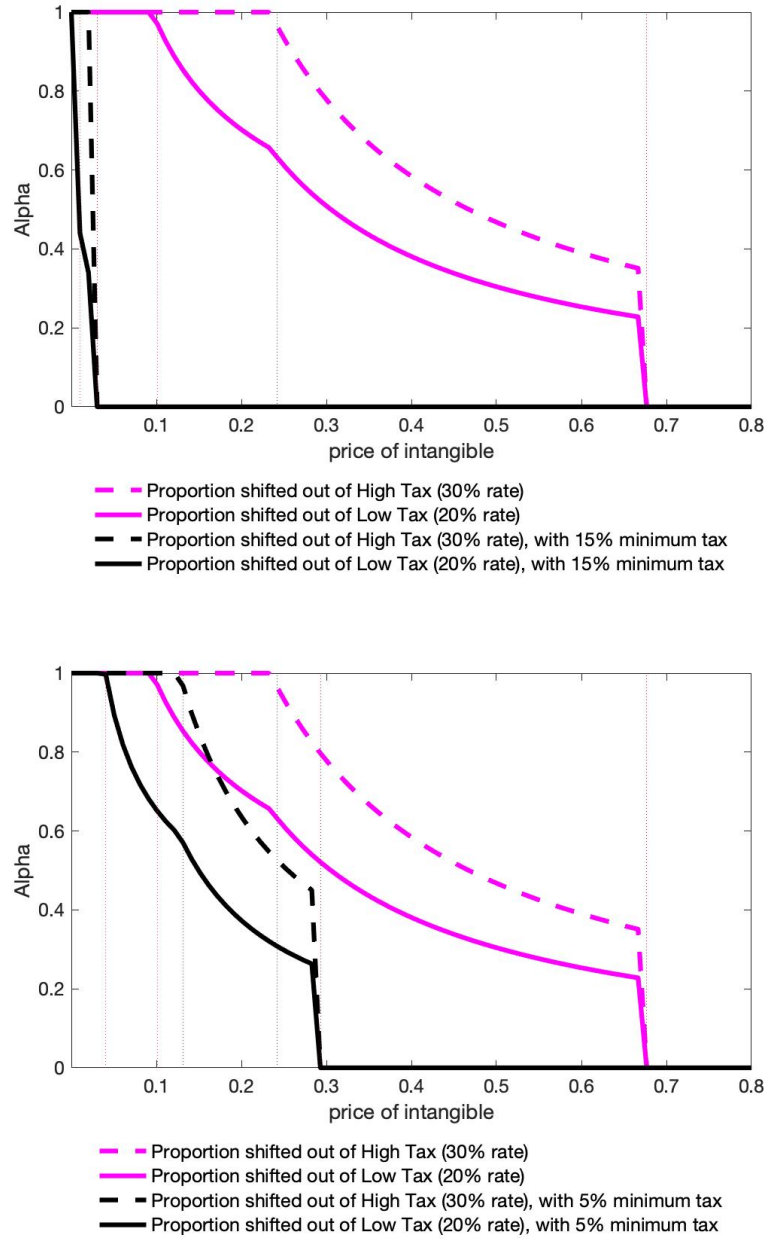 1
0.8
0.6
0.4
0.2
0
Alpha
0.1 0.2 0.3 0.4 0.5 0.6 0.7 0.8
price of intangible
Proportion shifted out of High Tax (30% rate)
Proportion shifted out of Low Tax (20% rate)
Proportion shifted out of High Tax (30% rate), with 15% minimum tax
Proportion shifted out of Low Tax (20% rate), with 15% minimum tax
1
0.8
0.6
0.4
0.2
0
Alpha
0.1 0.2 0.3 0.4 0.5 0.6 0.7 0.8
price of intangible
Proportion shifted out of High Tax (30% rate)
Proportion shifted out of Low Tax (20% rate)
Proportion shifted out of High Tax (30% rate), with 5% minimum tax
Proportion shifted out of Low Tax (20% rate), with 5% minimum tax